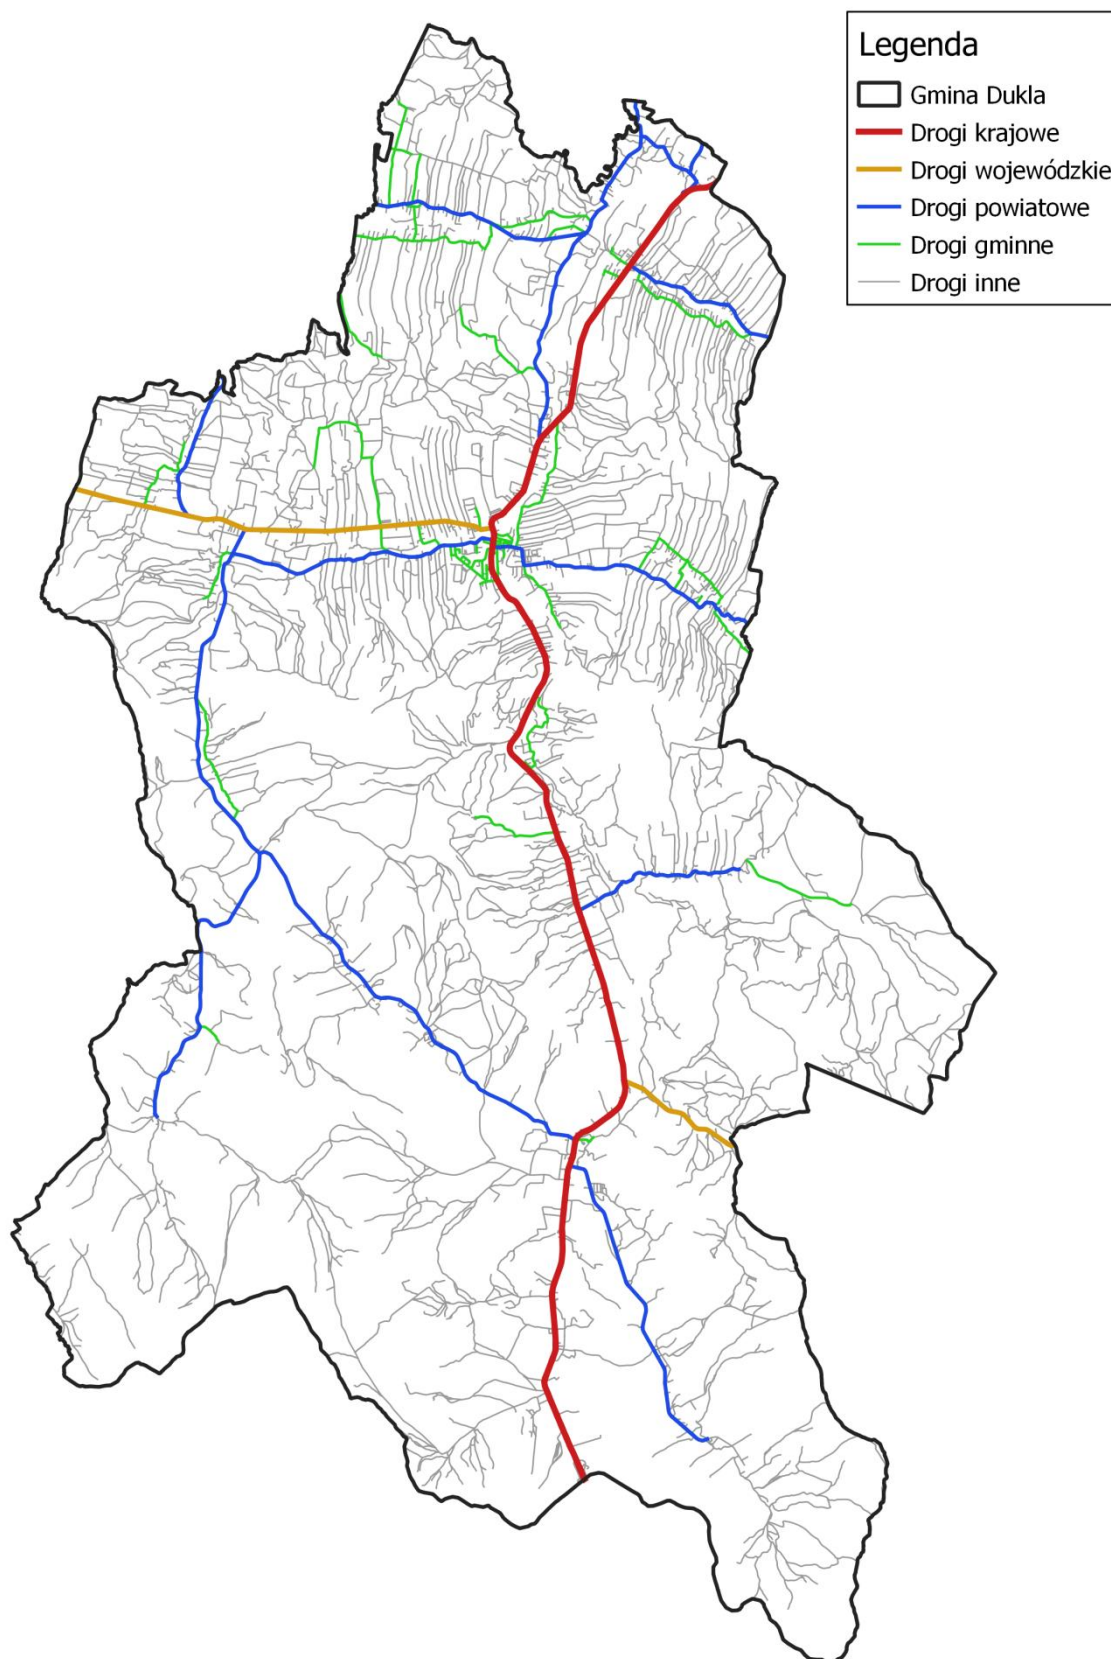 Legenda
Gmina Dukla
Drogi krajowe
Drogi wojewódzkie
Drogi powiatowe
Drogi gminne
Drogi inne